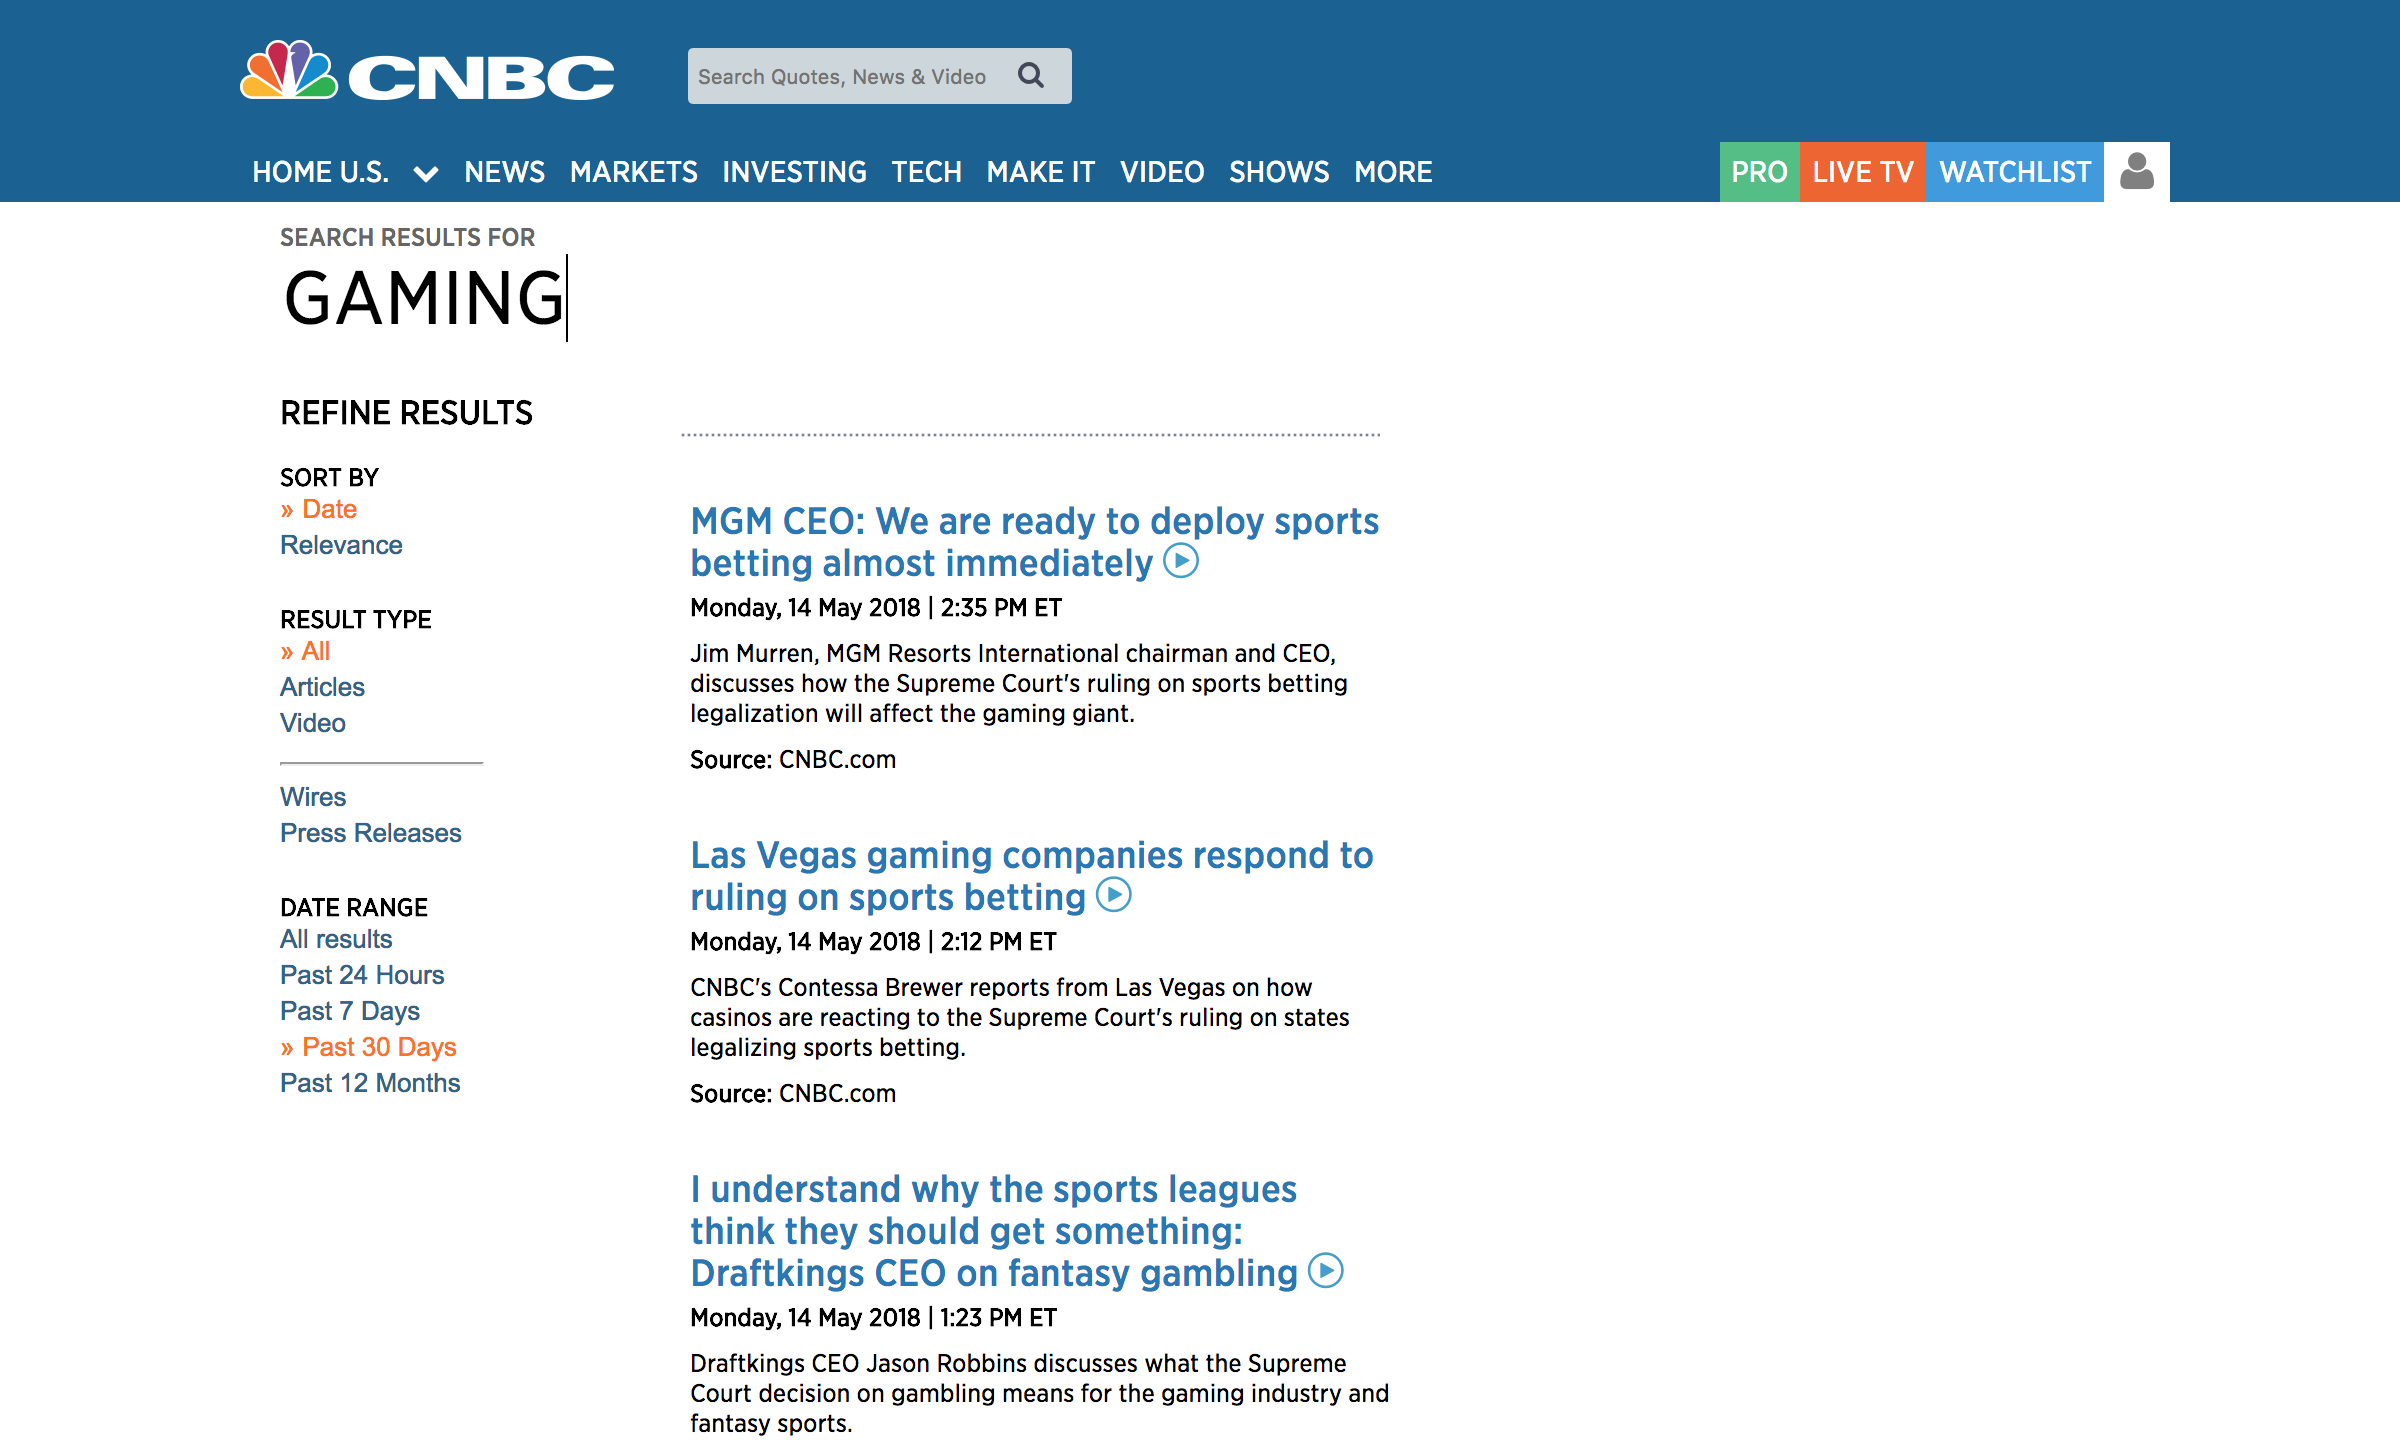 CNBC
Search Quotes, News & Video
HOME U.S. NEWS MARKETS INVESTING TECH MAKE IT VIDEO SHOWS MORE PRO LIVE TV WATCHLIST
SEARCH RESULTS FOR
GAMING
REFINE RESULTS
SORT BY
» Date
Relevance
RESULT TYPE
» All
Articles
Video
Wires
Press Releases
DATE RANGE
All results
Past 24 Hours
Past 7 Days
» Past 30 Days
Past 12 Months
MGM CEO: We are ready to deploy sports
betting almost immediately
Monday, 14 May 2018 | 2:35 PM ET
Jim Murren, MGM Resorts International chairman and CEO,
discusses how the Supreme Court's ruling on sports betting
legalization will affect the gaming giant.
Source: CNBC.com
Las Vegas gaming companies respond to
ruling on sports betting
Monday, 14 May 2018 | 2:12 PM ET
CNBC's Contessa Brewer reports from Las Vegas on how
casinos are reacting to the Supreme Court's ruling on states
legalizing sports betting.
Source: CNBC.com
I understand why the sports leagues
think they should get something:
Draftkings CEO on fantasy gambling
Monday, 14 May 2018 | 1:23 PM ET
Draftkings CEO Jason Robbins discusses what the Supreme
Court decision on gambling means for the gaming industry and
fantasy sports.